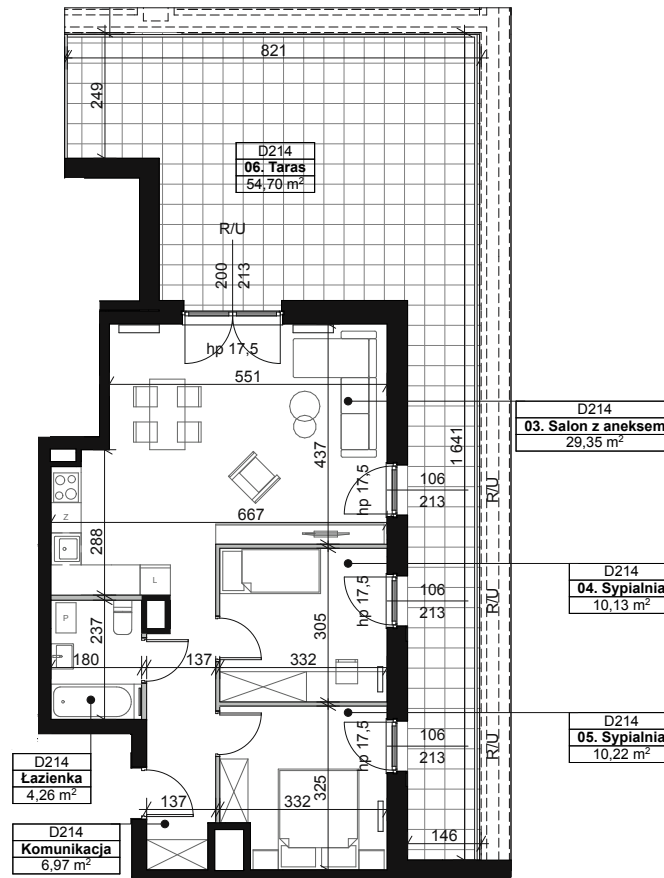 821
249
D214
06. Taras
54,70 m²
R/U
200
213
hp 17,5
551
D214
03. Salon z aneksem
29,35 m²
437
1 641
hp 17,5
106
213
R/U
Z
667
288
L
D214
04. Sypialnia
10,13 m²
hp 17,5
106
213
R/U
P
237
305
180
137
332
D214
05. Sypialnia
10,22 m²
hp 17,5
106
213
R/U
D214
Łazienka
4,26 m²
325
137
332
D214
Komunikacja
6,97 m²
146